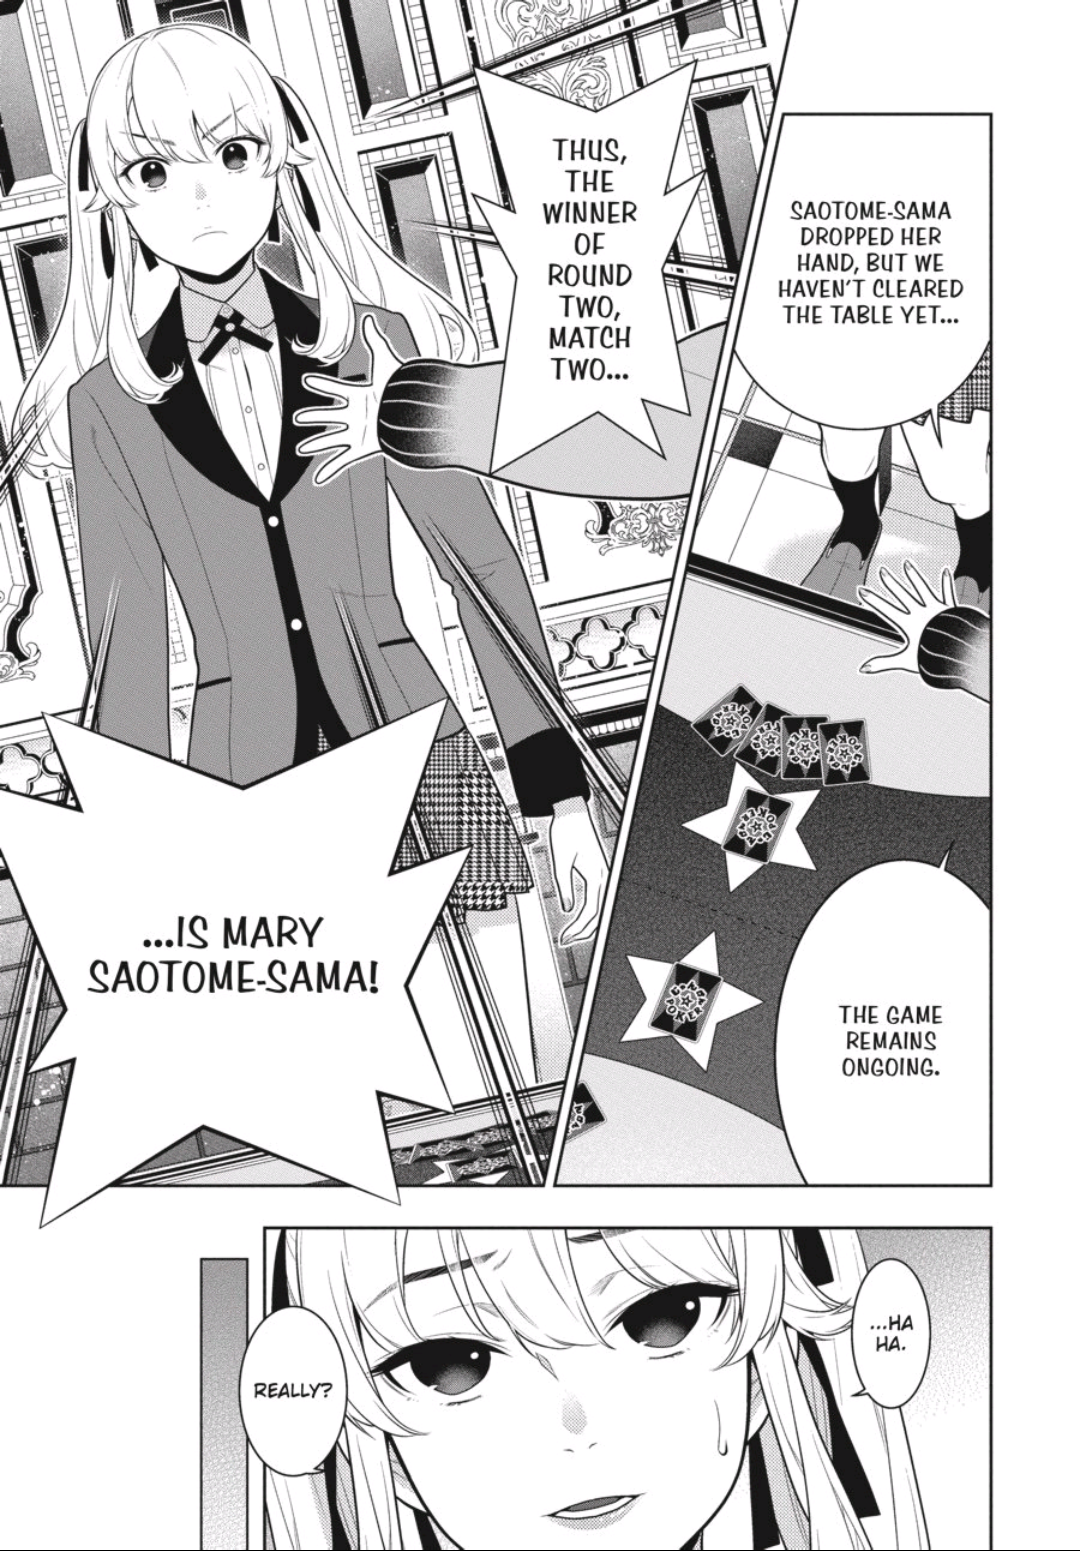 SAOTOME-SAMA
DROPPED HER
HAND, BUT WE
HAVEN'T CLEARED
THE TABLE YET...
THE GAME
REMAINS
ONGOING.
THUS,
THE
WINNER
OF
ROUND
TWO,
MATCH
TWO...
...IS MARY
SAOTOME-SAMA!
...HA
HA.
REALLY?